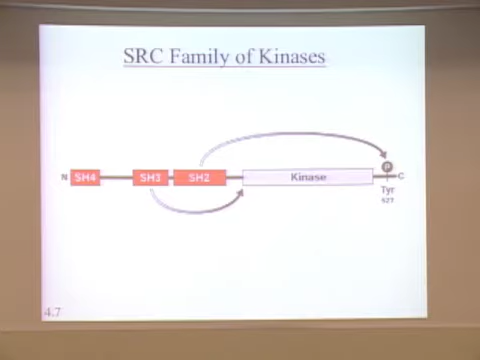 SRC Family of Kinases
N SH4 SH3 SH2 Kinase P C
Tyr
527
4.7